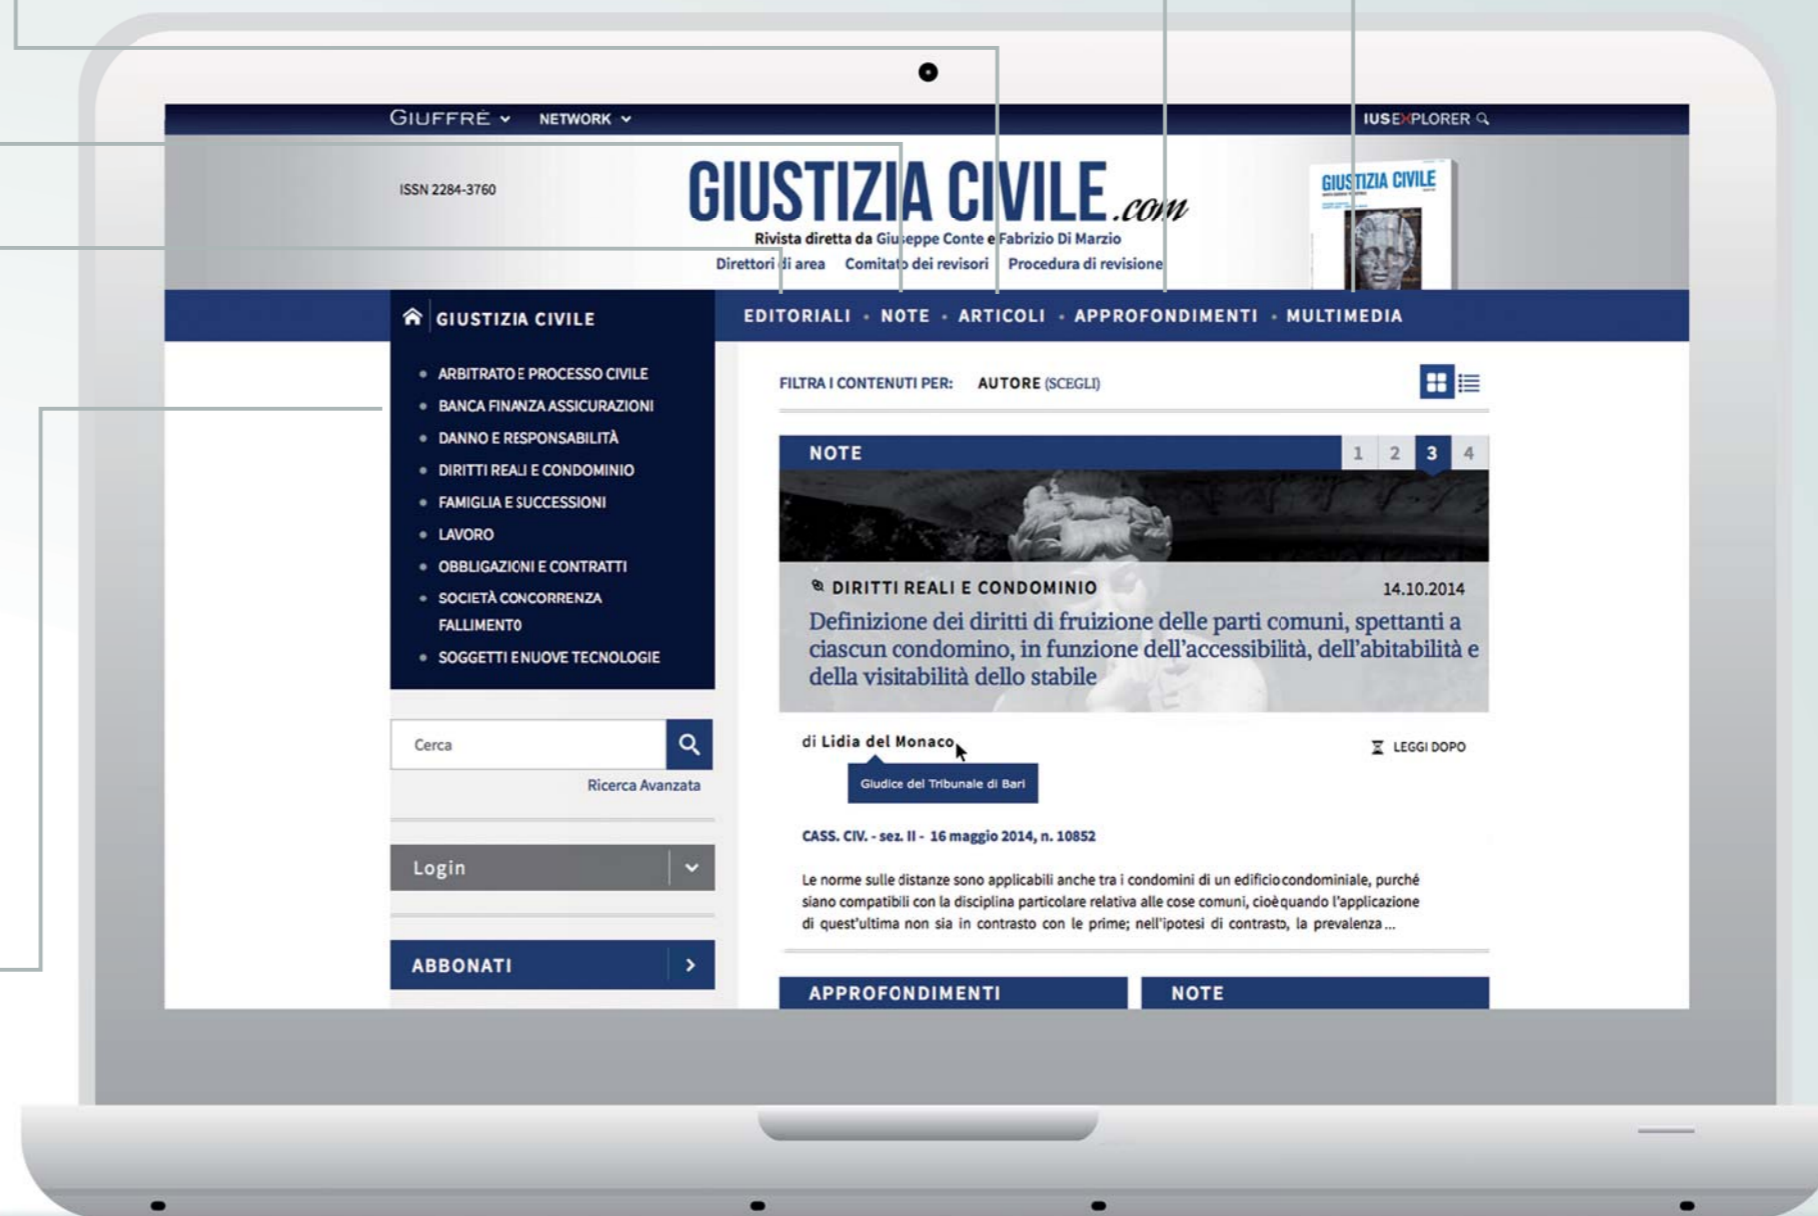 GIUFFRÈ NETWORK IUSEXPLORER
ISSN 2284-3760
GIUSTIZIA CIVILE.com
Rivista diretta da Giuseppe Conte e Fabrizio Di Marzio
Direttori di area Comitato dei revisori Procedura di revisione
GIUSTIZIA CIVILE
GIUSTIZIA CIVILE
EDITORIALI • NOTE • ARTICOLI • APPROFONDIMENTI • MULTIMEDIA
• ARBITRATO E PROCESSO CIVILE
• BANCA FINANZA ASSICURAZIONI
• DANNO E RESPONSABILITÀ
• DIRITTI REALI E CONDOMINIO
• FAMIGLIA E SUCCESSIONI
• LAVORO
• OBBLIGAZIONI E CONTRATTI
• SOCIETÀ CONCORRENZA
FALLIMENTO
• SOGGETTI E NUOVE TECNOLOGIE
Cerca
Ricerca Avanzata
Login
ABBONATI
FILTRA I CONTENUTI PER: AUTORE (SCEGLI)
NOTE 1 2 3 4
DIRITTI REALI E CONDOMINIO 14.10.2014
Definizione dei diritti di fruizione delle parti comuni, spettanti a
ciascun condomino, in funzione dell'accessibilità, dell'abitabilità e
della visitabilità dello stabile
di Lidia del Monaco LEGGI DOPO
Giudice del Tribunale di Bari
CASS. CIV. - sez. II - 16 maggio 2014, n. 10852
Le norme sulle distanze sono applicabili anche tra i condomini di un edificio condominiale, purché
siano compatibili con la disciplina particolare relativa alle cose comuni, cioè quando l'applicazione
di quest'ultima non sia in contrasto con le prime; nell'ipotesi di contrasto, la prevalenza ...
APPROFONDIMENTI NOTE